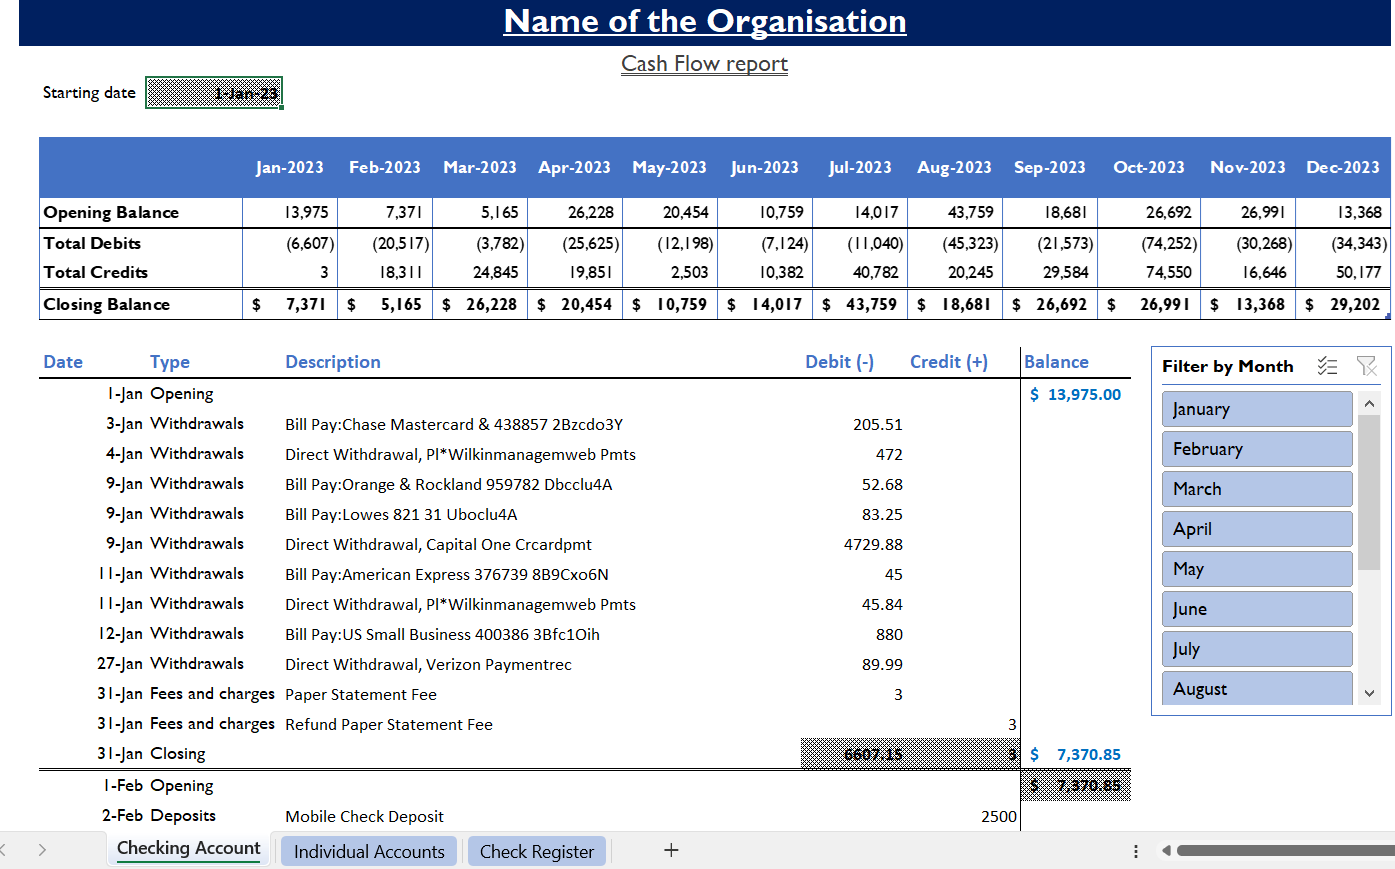 Name of the Organisation
Cash Flow report
Starting date 1-Jan-23
Jan-2023 Feb-2023 Mar-2023 Apr-2023 May-2023 Jun-2023 Jul-2023 Aug-2023 Sep-2023 Oct-2023 Nov-2023 Dec-2023
Opening Balance 13,975 7,371 5,165 26,228 20,454 10,759 14,017 43,759 18,681 26,692 26,991 13,368
Total Debits (6,607) (20,517) (3,782) (25,625) (12,198) (7,124) (11,040) (45,323) (21,573) (74,252) (30,268) (34,343)
Total Credits 3 18,311 24,845 19,851 2,503 10,382 40,782 20,245 29,584 74,550 16,646 50,177
Closing Balance $ 7,371 $ 5,165 $ 26,228 $ 20,454 $ 10,759 $ 14,017 $ 43,759 $ 18,681 $ 26,692 $ 26,991 $ 13,368 $ 29,202
Date Type Description Debit (-) Credit (+) Balance
1-Jan Opening $ 13,975.00
3-Jan Withdrawals Bill Pay:Chase Mastercard & 438857 2Bzcdo3Y 205.51
4-Jan Withdrawals Direct Withdrawal, Pl*Wilkinmanagemweb Pmts 472
9-Jan Withdrawals Bill Pay:Orange & Rockland 959782 Dbcclu4A 52.68
9-Jan Withdrawals Bill Pay:Lowes 821 31 Uboclu4A 83.25
9-Jan Withdrawals Direct Withdrawal, Capital One Crcardpmt 4729.88
11-Jan Withdrawals Bill Pay:American Express 376739 8B9Cxo6N 45
11-Jan Withdrawals Direct Withdrawal, Pl*Wilkinmanagemweb Pmts 45.84
12-Jan Withdrawals Bill Pay:US Small Business 400386 3Bfc1Oih 880
27-Jan Withdrawals Direct Withdrawal, Verizon Paymentrec 89.99
31-Jan Fees and charges Paper Statement Fee 3
31-Jan Fees and charges Refund Paper Statement Fee 3
31-Jan Closing 6607.15 3 $ 7,370.85
1-Feb Opening $ 7,370.85
2-Feb Deposits Mobile Check Deposit 2500
Filter by Month
January
February
March
April
May
June
July
August
Checking Account Individual Accounts Check Register +